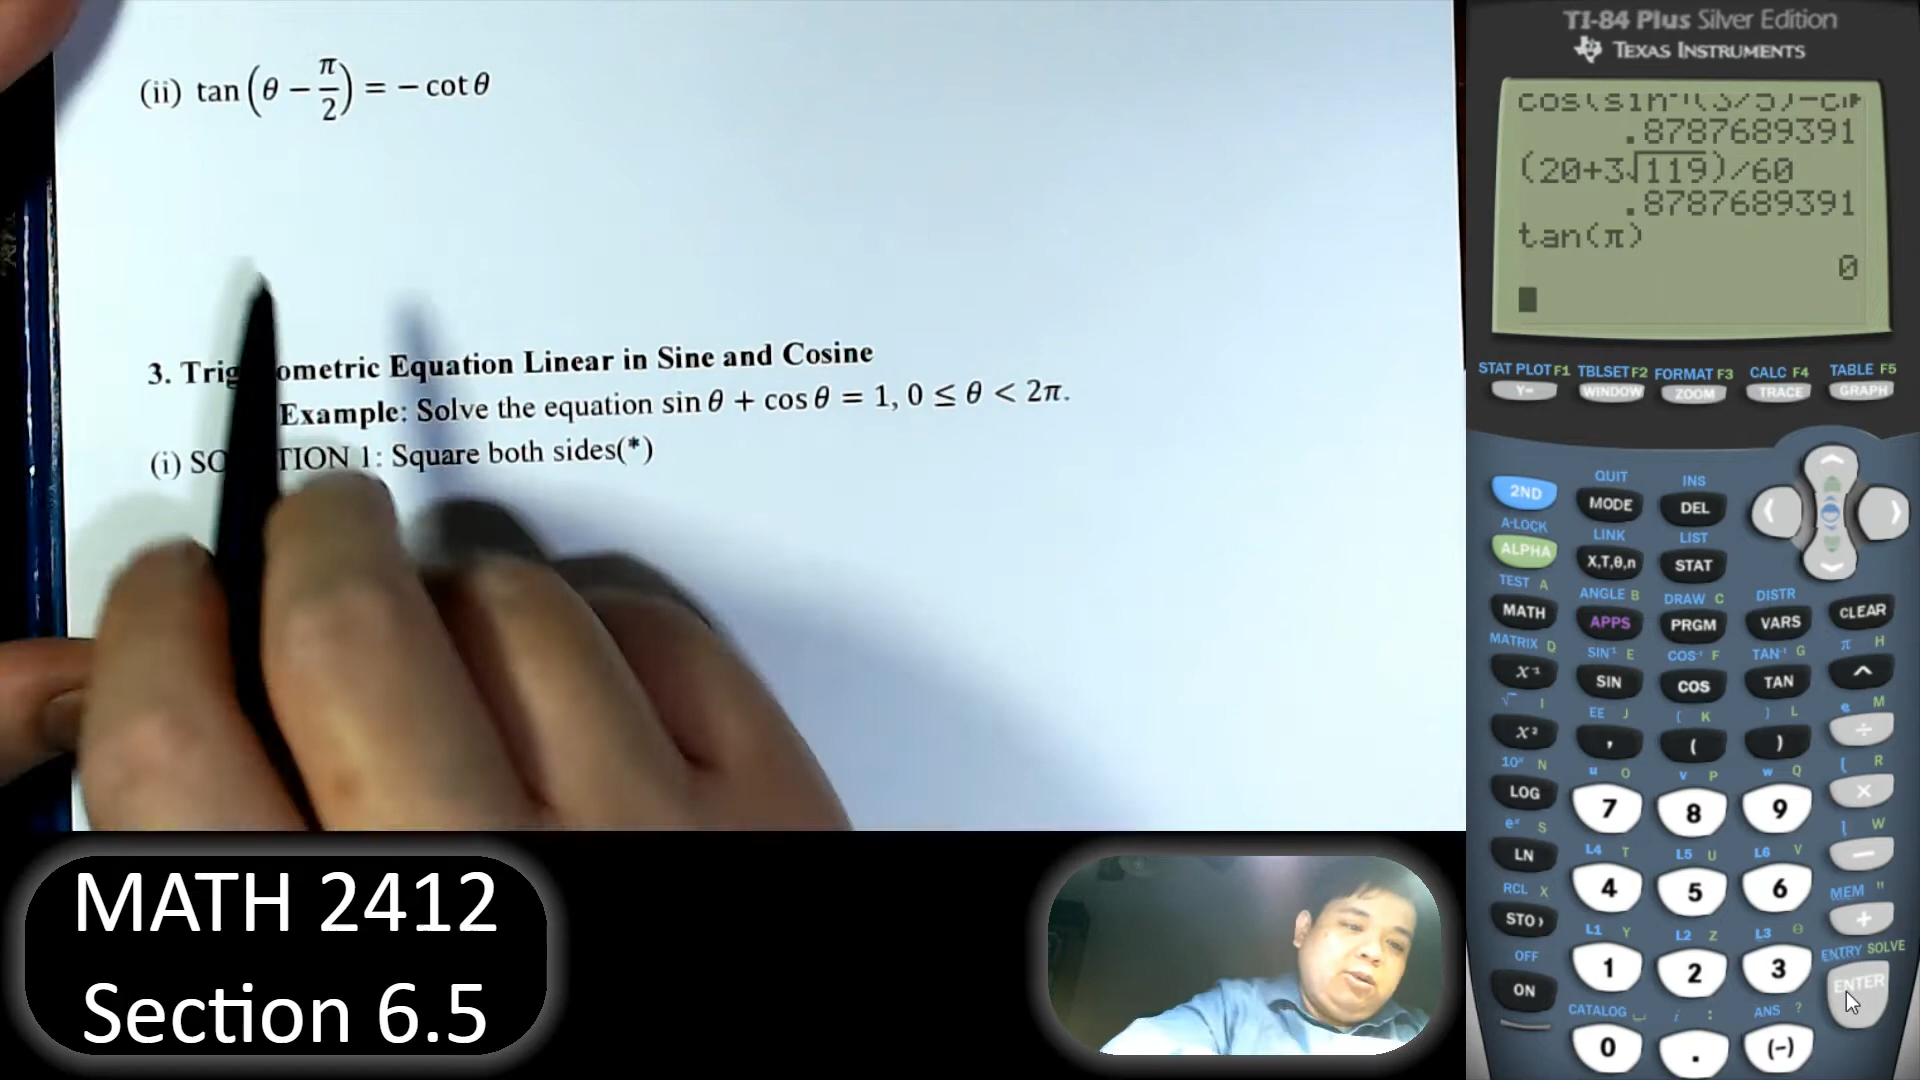 (ii) tan(θ − π/2) = − cot θ
3. Trig ometric Equation Linear in Sine and Cosine
Example: Solve the equation sin θ + cos θ = 1, 0 ≤ θ < 2π.
(i) SO TION 1: Square both sides(*)
MATH 2412
Section 6.5
TI-84 Plus Silver Edition
TEXAS INSTRUMENTS
cos(sin⁻¹(3/5)-c
.8787689391
(20+3√119)/60
.8787689391
tan(π)
0
STAT PLOT F1 TBLSET F2 FORMAT F3 CALC F4 TABLE F5
Y= WINDOW ZOOM TRACE GRAPH
QUIT INS
2ND MODE DEL
A-LOCK LINK LIST
ALPHA X,T,θ,n STAT
TEST A ANGLE B DRAW C DISTR
MATH APPS PRGM VARS CLEAR
MATRIX D SIN⁻¹ E COS⁻¹ F TAN⁻¹ G π H
x⁻¹ SIN COS TAN ^
√ I EE J { K } L e M
x² , ( ) ÷
10ˣ N u O v P w Q [ R
LOG 7 8 9 ×
eˣ S L4 T L5 U L6 V ] W
LN 4 5 6 −
RCL X L1 Y L2 Z L3 θ MEM "
STO› 1 2 3 +
OFF CATALOG i : ANS ? ENTRY SOLVE
ON 0 . (−) ENTER